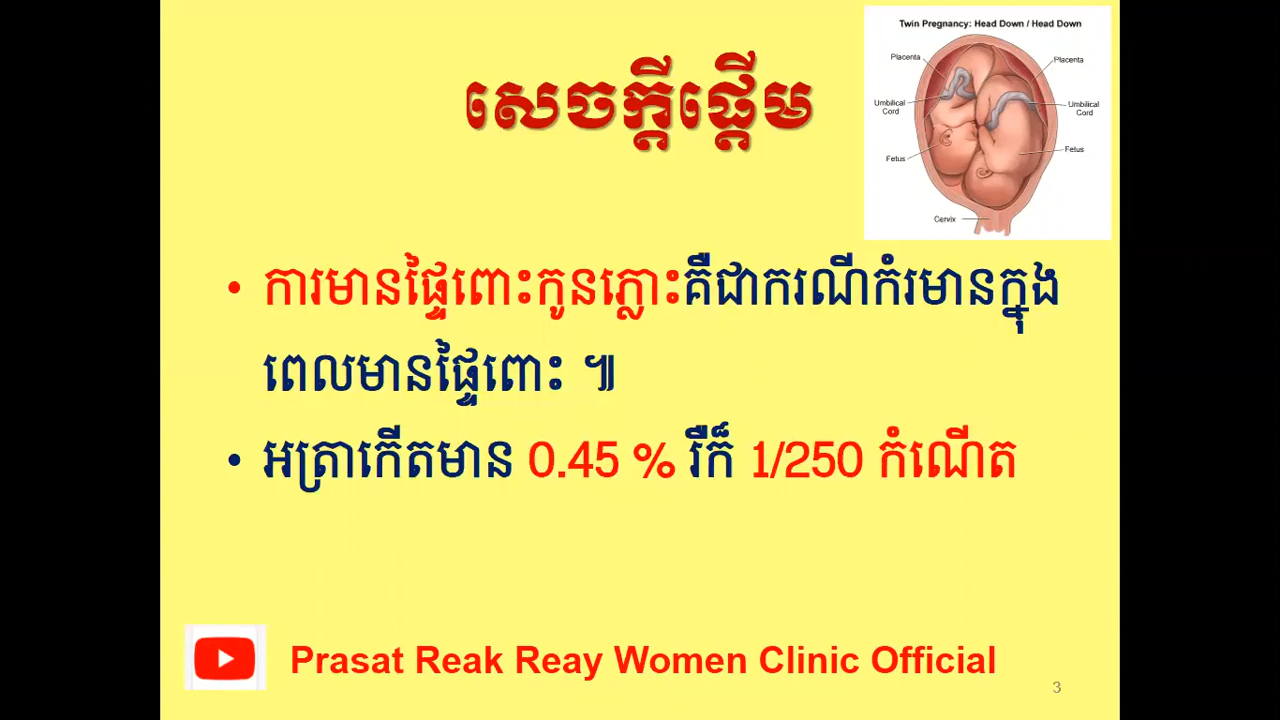 Twin Pregnancy: Head Down / Head Down
Placenta
Placenta
Umbilical
Cord
Umbilical
Cord
Fetus
Fetus
Cervix
សេចក្តីផ្តើម
• ការមានផ្ទៃពោះកូនភ្លោះគឺជាករណីកំរមានក្នុង
ពេលមានផ្ទៃពោះ ៕
• អត្រាកើតមាន 0.45 % រឺក៏ 1/250 កំណើត
Prasat Reak Reay Women Clinic Official
3